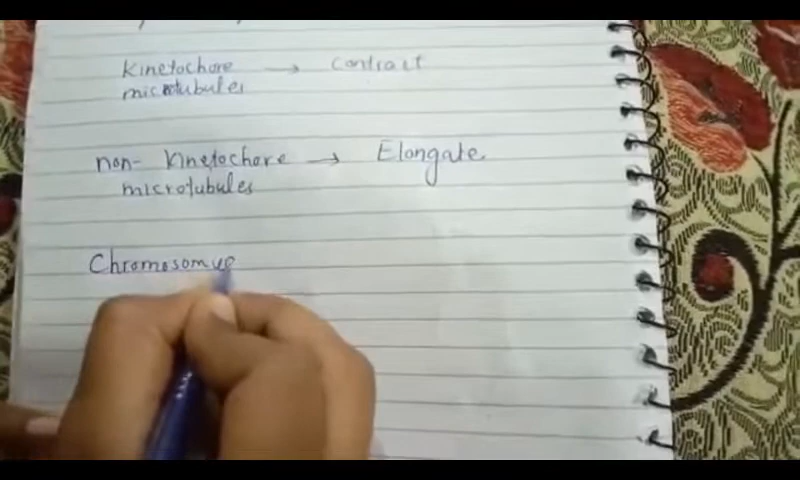 Kinetochore → Contract
microtubules
non- Kinetochore → Elongate
microtubules
Chromosome